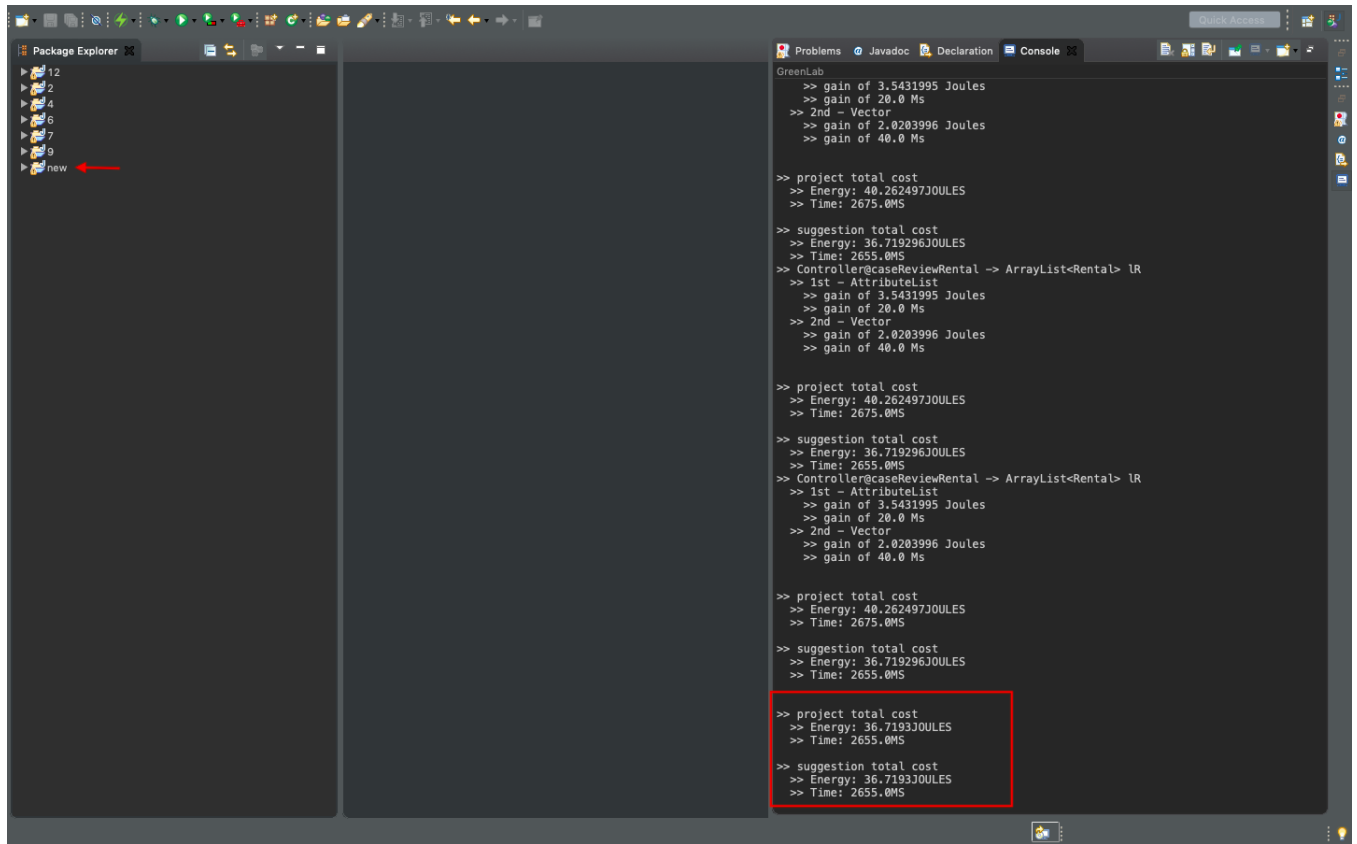 Quick Access
Package Explorer
12
2
4
6
7
9
new
Problems
Javadoc
Declaration
Console
GreenLab
>> gain of 3.5431995 Joules
>> gain of 20.0 Ms
>> 2nd – Vector
>> gain of 2.0203996 Joules
>> gain of 40.0 Ms
>> project total cost
>> Energy: 40.262497JOULES
>> Time: 2675.0MS
>> suggestion total cost
>> Energy: 36.719296JOULES
>> Time: 2655.0MS
>> Controller@caseReviewRental –> ArrayList<Rental> lR
>> 1st – AttributeList
>> gain of 3.5431995 Joules
>> gain of 20.0 Ms
>> 2nd – Vector
>> gain of 2.0203996 Joules
>> gain of 40.0 Ms
>> project total cost
>> Energy: 40.262497JOULES
>> Time: 2675.0MS
>> suggestion total cost
>> Energy: 36.719296JOULES
>> Time: 2655.0MS
>> Controller@caseReviewRental –> ArrayList<Rental> lR
>> 1st – AttributeList
>> gain of 3.5431995 Joules
>> gain of 20.0 Ms
>> 2nd – Vector
>> gain of 2.0203996 Joules
>> gain of 40.0 Ms
>> project total cost
>> Energy: 40.262497JOULES
>> Time: 2675.0MS
>> suggestion total cost
>> Energy: 36.719296JOULES
>> Time: 2655.0MS
>> project total cost
>> Energy: 36.7193JOULES
>> Time: 2655.0MS
>> suggestion total cost
>> Energy: 36.7193JOULES
>> Time: 2655.0MS